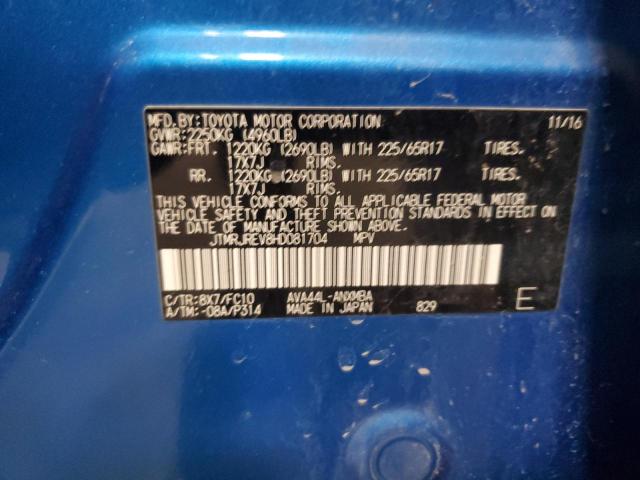 MFD.BY:TOYOTA MOTOR CORPORATION 11/16
GVWR:2250KG (4960LB)
GAWR:FRT. 1220KG (2690LB) WITH 225/65R17 TIRES.
17X7J RIMS.
RR. 1220KG (2690LB) WITH 225/65R17 TIRES.
17X7J RIMS.
THIS VEHICLE CONFORMS TO ALL APPLICABLE FEDERAL MOTOR
VEHICLE SAFETY AND THEFT PREVENTION STANDARDS IN EFFECT ON
THE DATE OF MANUFACTURE SHOWN ABOVE.
JTMRJREV8HD081704 MPV
C/TR:8X7/FC10 AVA44L-ANXMBA
A/TM:-08A/P314 MADE IN JAPAN 829 E